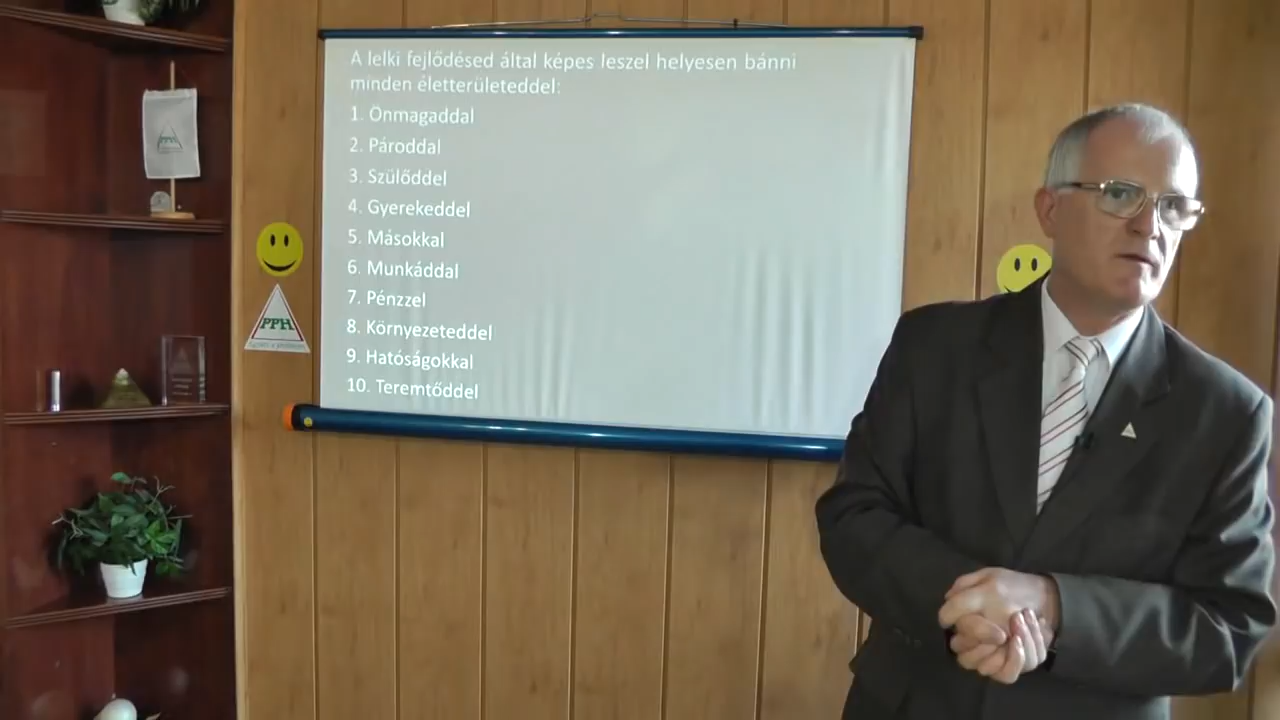 A lelki fejlődésed által képes leszel helyesen bánni
minden életterületeddel:
1. Önmagaddal
2. Pároddal
3. Szülőddel
4. Gyerekeddel
5. Másokkal
6. Munkáddal
7. Pénzzel
8. Környezeteddel
9. Hatóságokkal
10. Teremtőddel
PPH
PPH